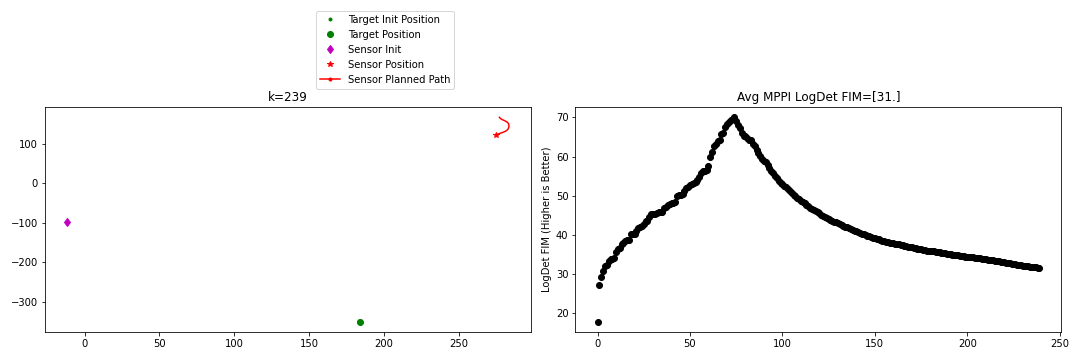 Target Init Position
Target Position
Sensor Init
Sensor Position
Sensor Planned Path
k=239
100
0
−100
−200
−300
0
50
100
150
200
250
Avg MPPI LogDet FIM=[31.]
LogDet FIM (Higher is Better)
70
60
50
40
30
20
0
50
100
150
200
250